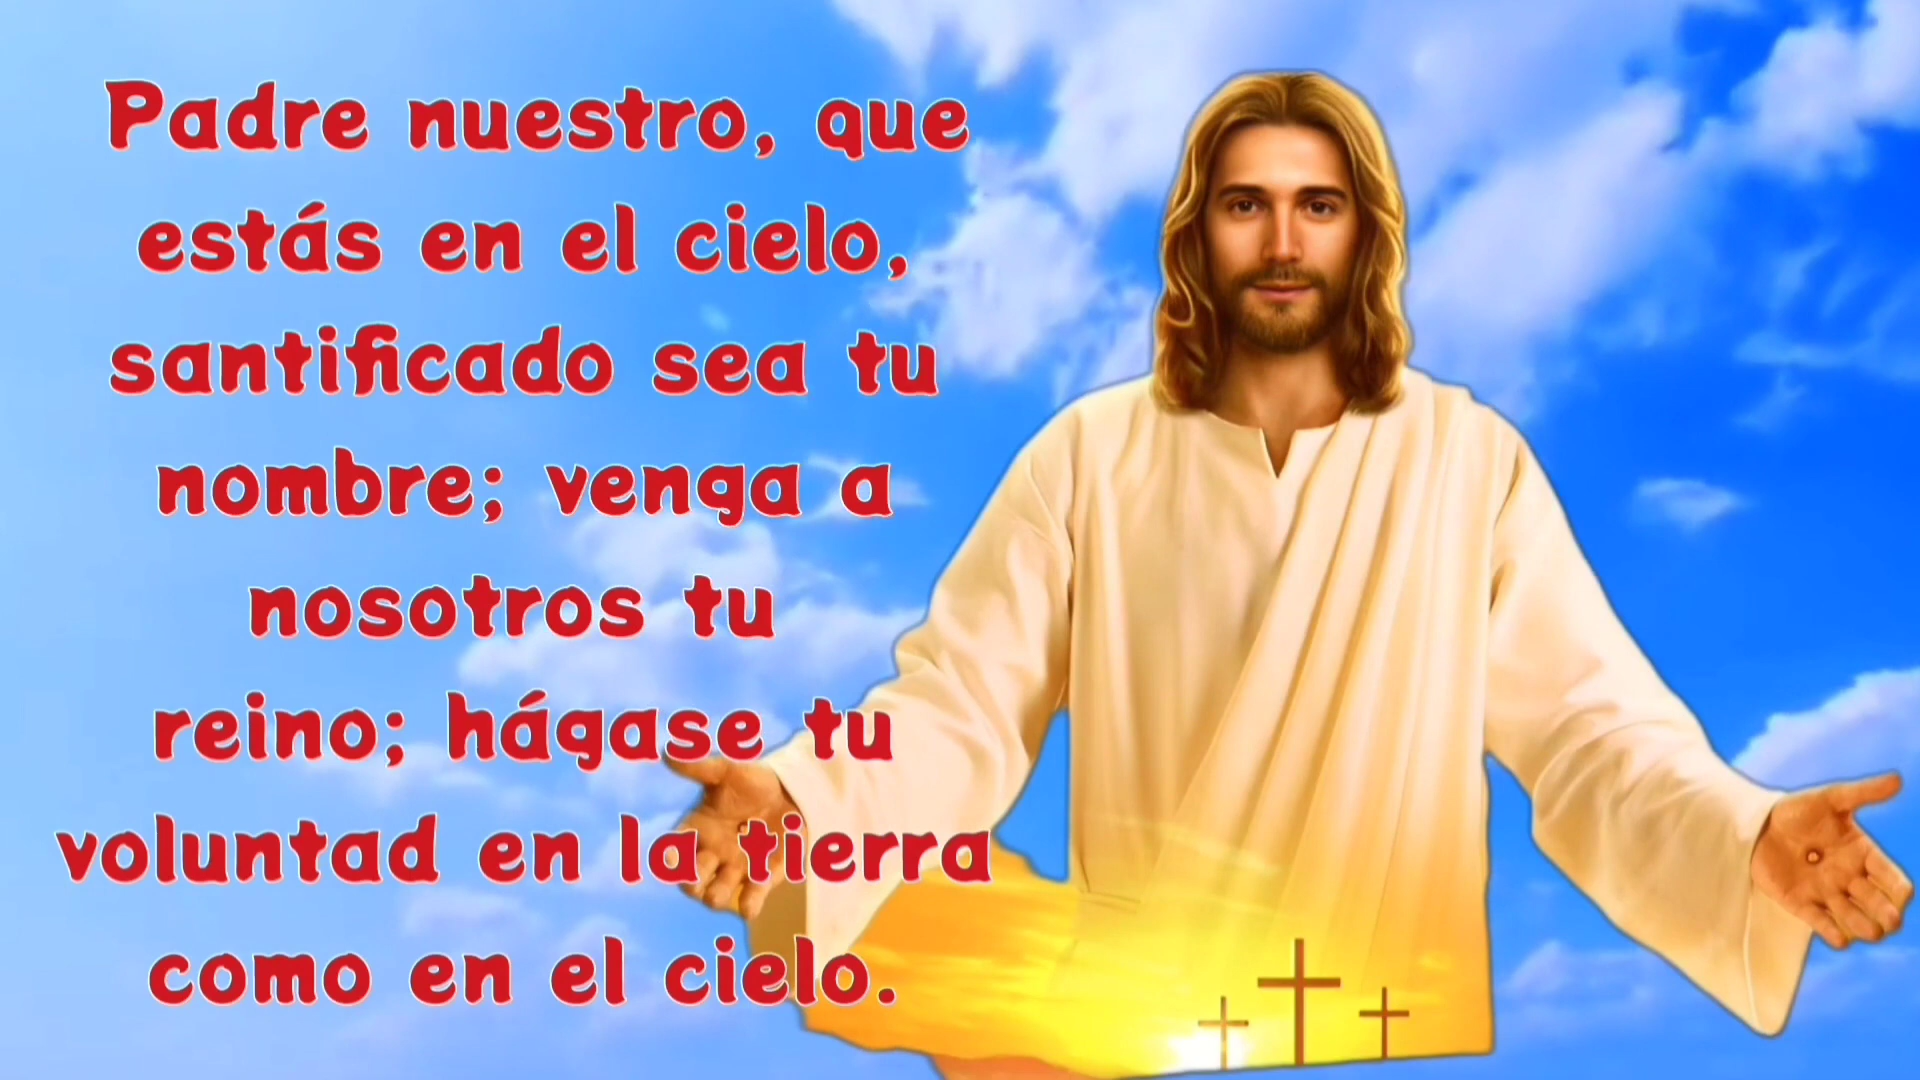 Padre nuestro, que
estás en el cielo,
santificado sea tu
nombre; venga a
nosotros tu
reino; hágase tu
voluntad en la tierra
como en el cielo.